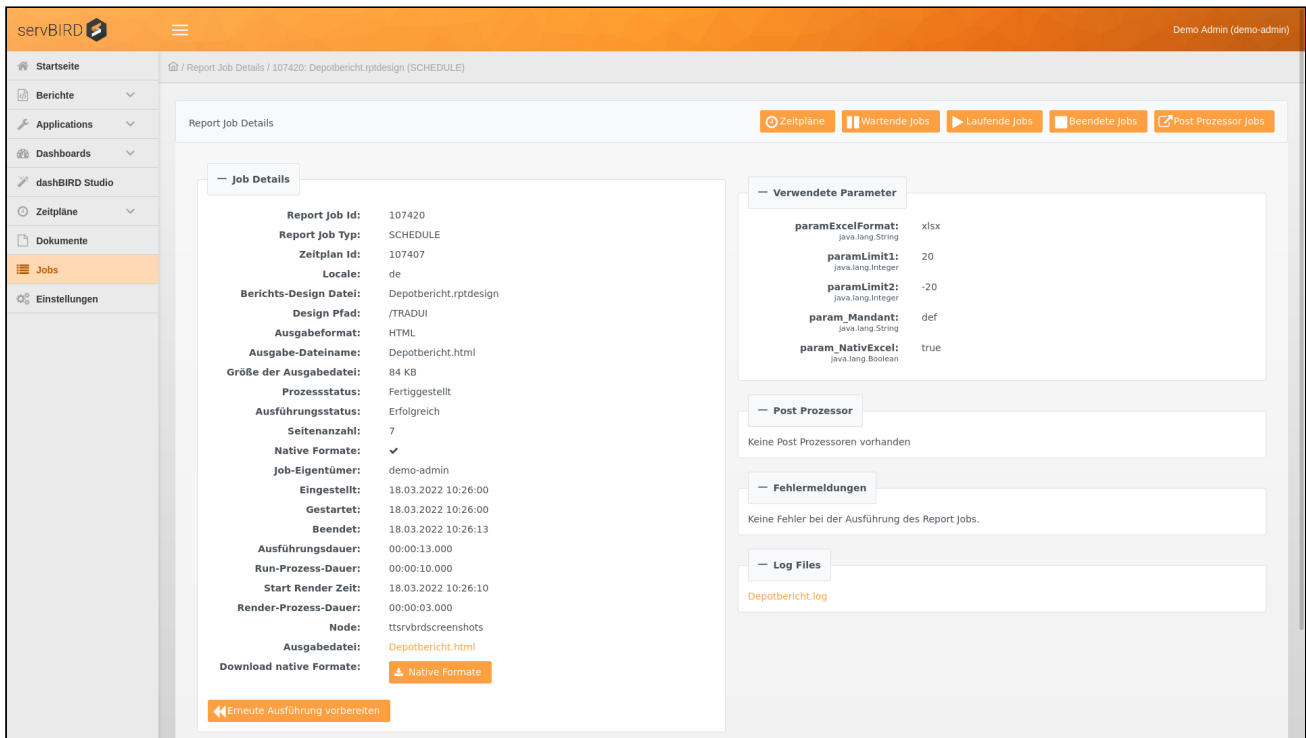 servBIRD
Demo Admin (demo-admin)
Startseite
Berichte
Applications
Dashboards
dashBIRD Studio
Zeitpläne
Dokumente
Jobs
Einstellungen
/ Report Job Details / 107420: Depotbericht.rptdesign (SCHEDULE)
Report Job Details
Zeitpläne Wartende Jobs Laufende Jobs Beendete Jobs Post Prozessor Jobs
Job Details
Report Job Id: 107420
Report Job Typ: SCHEDULE
Zeitplan Id: 107407
Locale: de
Berichts-Design Datei: Depotbericht.rptdesign
Design Pfad: /TRADUI
Ausgabeformat: HTML
Ausgabe-Dateiname: Depotbericht.html
Größe der Ausgabedatei: 84 KB
Prozessstatus: Fertiggestellt
Ausführungsstatus: Erfolgreich
Seitenanzahl: 7
Native Formate: ✔
Job-Eigentümer: demo-admin
Eingestellt: 18.03.2022 10:26:00
Gestartet: 18.03.2022 10:26:00
Beendet: 18.03.2022 10:26:13
Ausführungsdauer: 00:00:13.000
Run-Prozess-Dauer: 00:00:10.000
Start Render Zeit: 18.03.2022 10:26:10
Render-Prozess-Dauer: 00:00:03.000
Node: ttsrvbrdscreenshots
Ausgabedatei: Depotbericht.html
Download native Formate: Native Formate
Erneute Ausführung vorbereiten
Verwendete Parameter
paramExcelFormat: xlsx
java.lang.String
paramLimit1: 20
java.lang.Integer
paramLimit2: -20
java.lang.Integer
param_Mandant: def
java.lang.String
param_NativExcel: true
java.lang.Boolean
Post Prozessor
Keine Post Prozessoren vorhanden
Fehlermeldungen
Keine Fehler bei der Ausführung des Report Jobs.
Log Files
Depotbericht.log